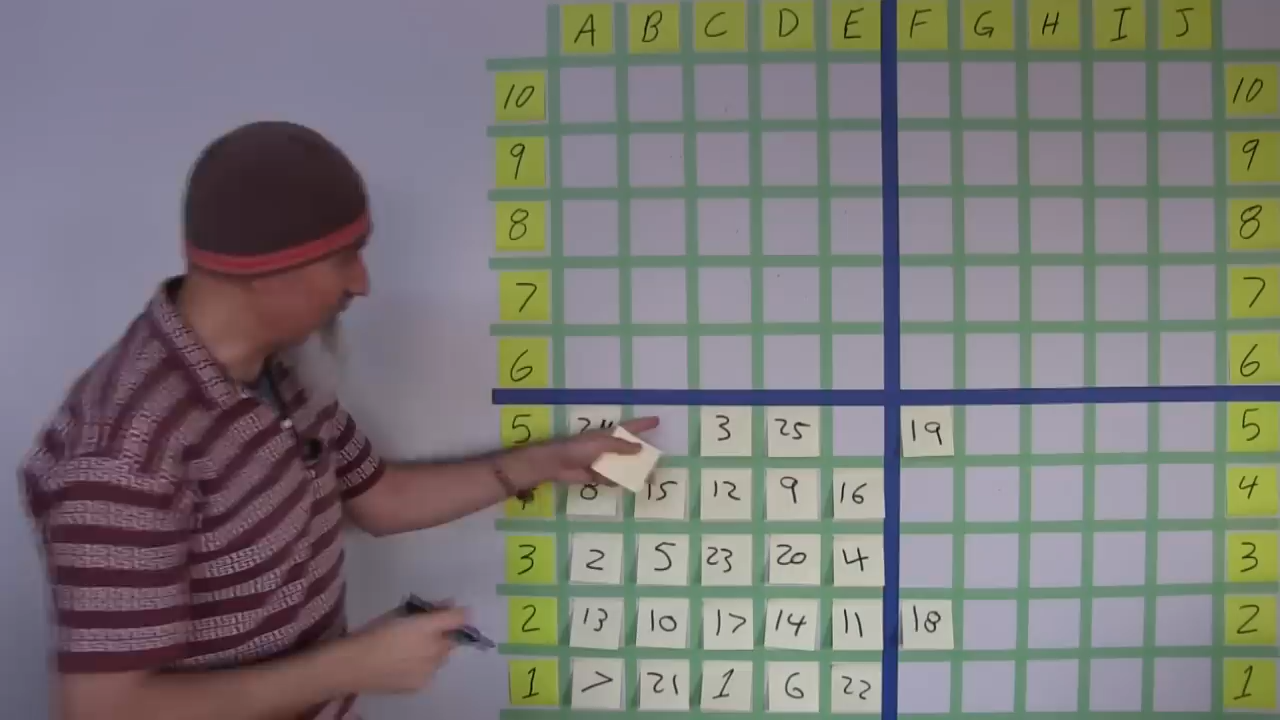 A B C D E F G H I J
10 10
9 9
8 8
7 7
6 6
5 3 25 19 5
8 15 12 9 16 4
3 2 5 23 20 4 3
2 13 10 17 14 11 18 2
1 7 21 1 6 22 1